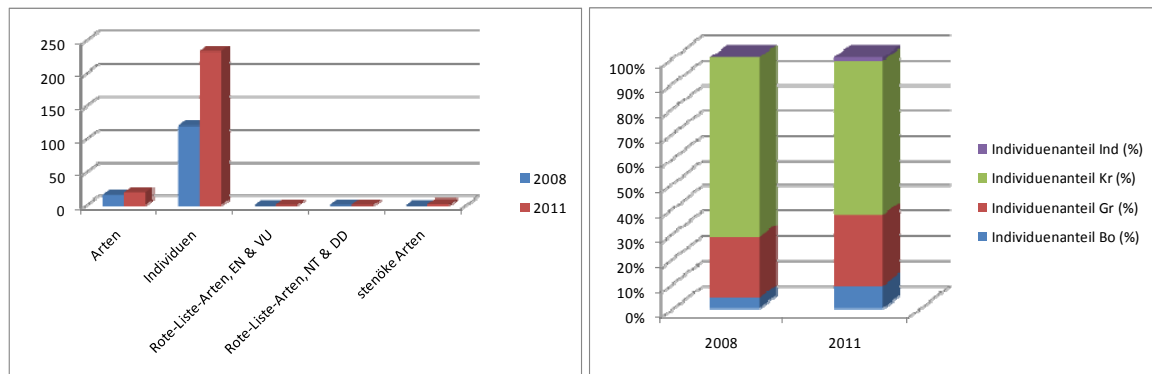 250
200
150
100
50
0
Arten
Individuen
Rote-Liste-Arten, EN & VU
Rote-Liste-Arten, NT & DD
stenöke Arten
2008
2011
100%
90%
80%
70%
60%
50%
40%
30%
20%
10%
0%
2008
2011
Individuenanteil Ind (%)
Individuenanteil Kr (%)
Individuenanteil Gr (%)
Individuenanteil Bo (%)